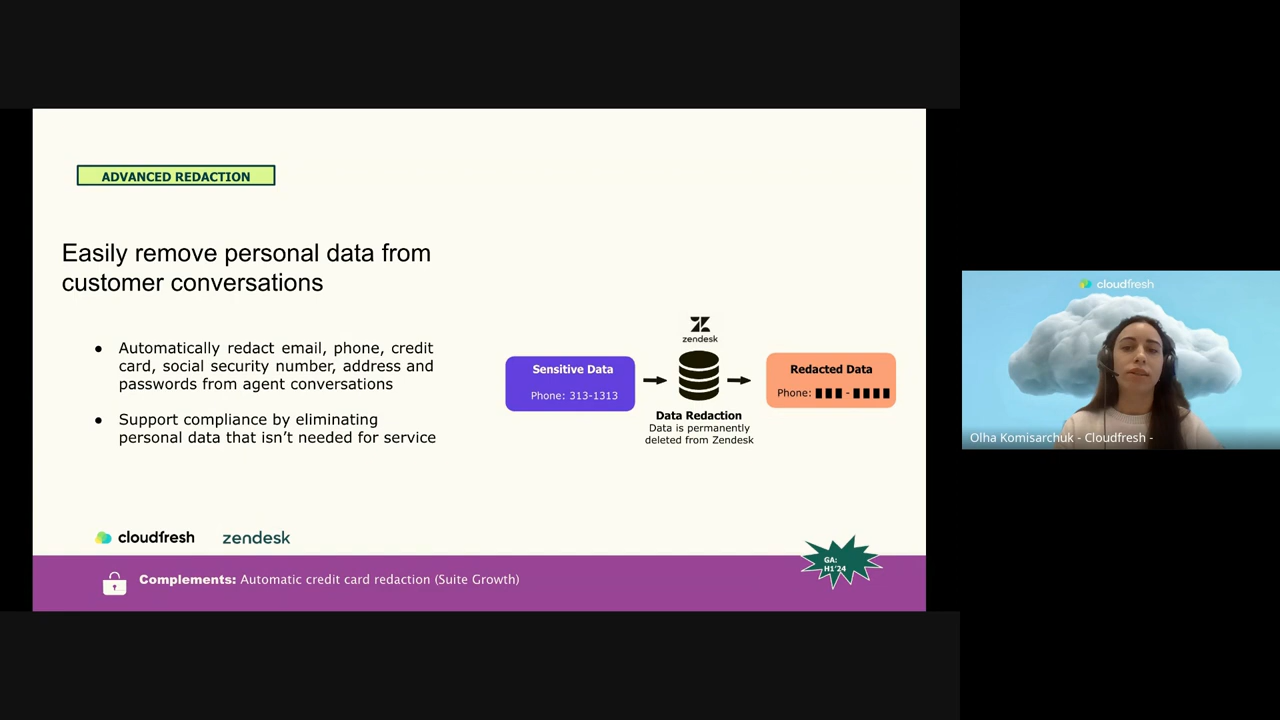 ADVANCED REDACTION
Easily remove personal data from
customer conversations
● Automatically redact email, phone, credit
card, social security number, address and
passwords from agent conversations
● Support compliance by eliminating
personal data that isn't needed for service
zendesk
Sensitive Data
Phone: 313-1313
Data Redaction
Data is permanently
deleted from Zendesk
Redacted Data
Phone: ▮▮▮ - ▮▮▮▮
cloudfresh
zendesk
Complements: Automatic credit card redaction (Suite Growth)
GA:
H1'24
cloudfresh
Olha Komisarchuk - Cloudfresh -